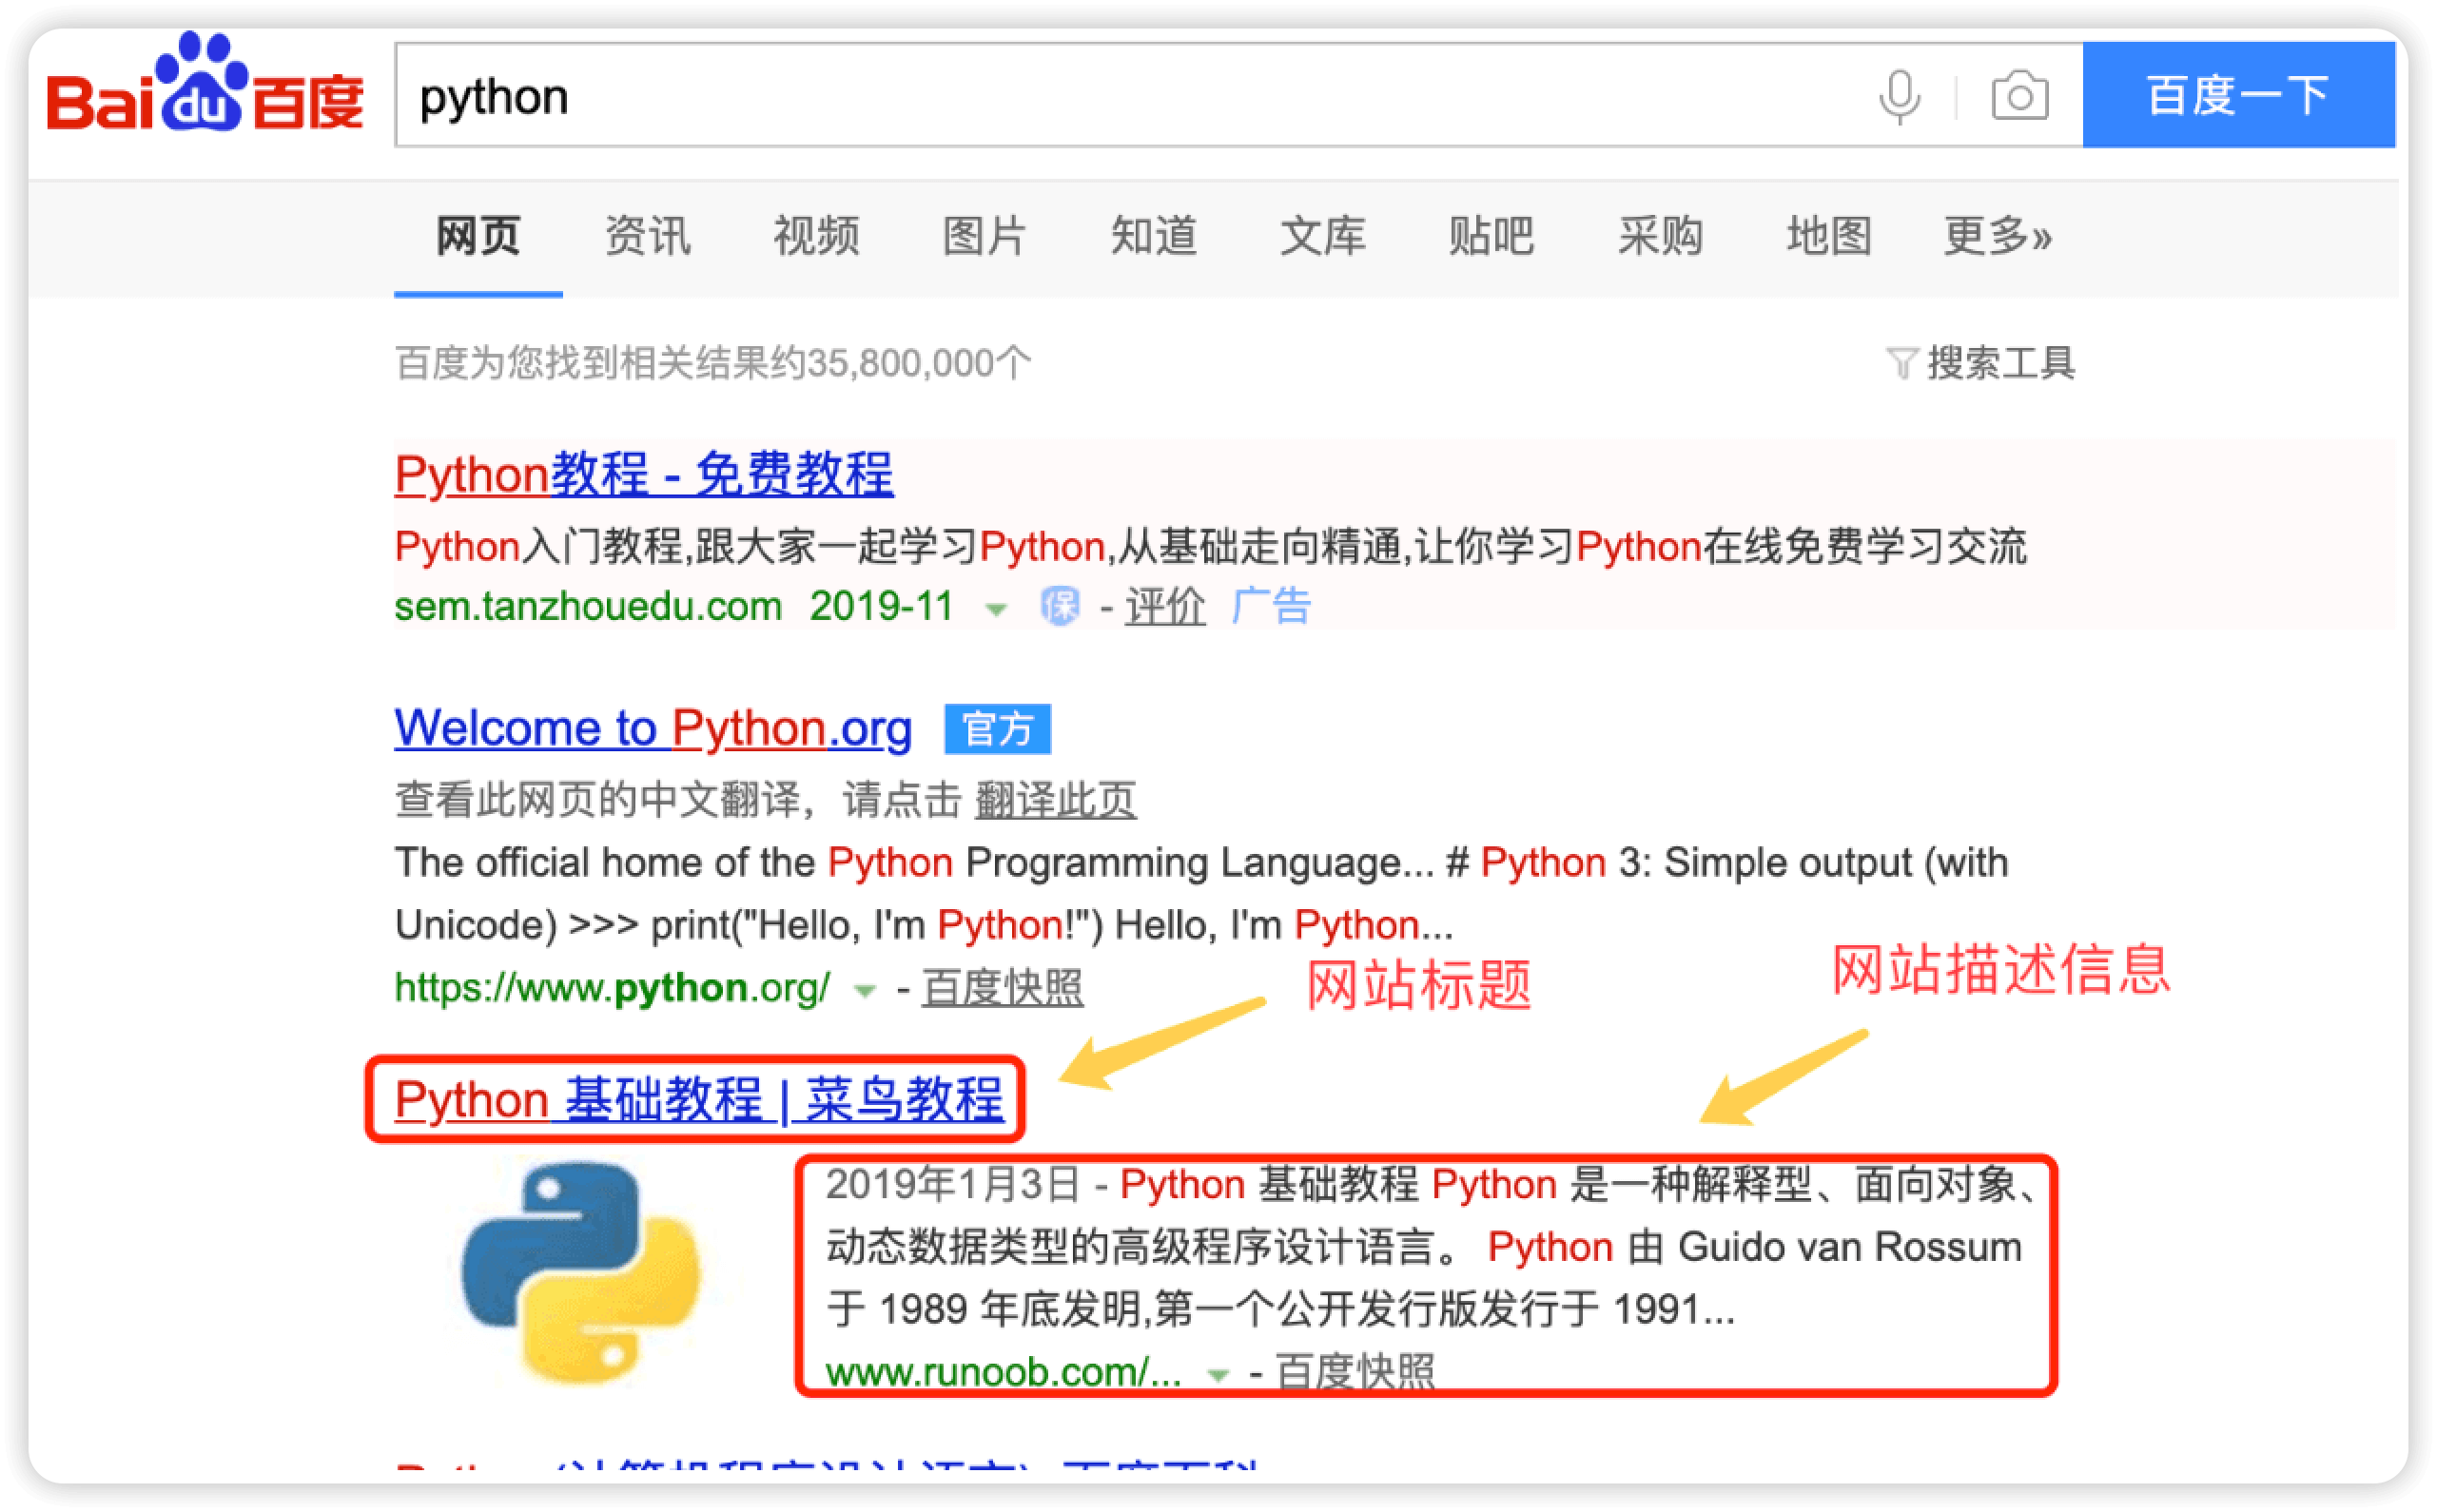 Baidu百度
python
百度一下
网页 资讯 视频 图片 知道 文库 贴吧 采购 地图 更多»
百度为您找到相关结果约35,800,000个
搜索工具
Python教程 - 免费教程
Python入门教程,跟大家一起学习Python,从基础走向精通,让你学习Python在线免费学习交流
sem.tanzhouedu.com 2019-11 保 - 评价 广告
Welcome to Python.org 官方
查看此网页的中文翻译，请点击 翻译此页
The official home of the Python Programming Language... # Python 3: Simple output (with
Unicode) >>> print("Hello, I'm Python!") Hello, I'm Python...
https://www.python.org/ - 百度快照
网站标题
网站描述信息
Python 基础教程 | 菜鸟教程
2019年1月3日 - Python 基础教程 Python 是一种解释型、面向对象、
动态数据类型的高级程序设计语言。 Python 由 Guido van Rossum
于 1989 年底发明,第一个公开发行版发行于 1991...
www.runoob.com/... - 百度快照